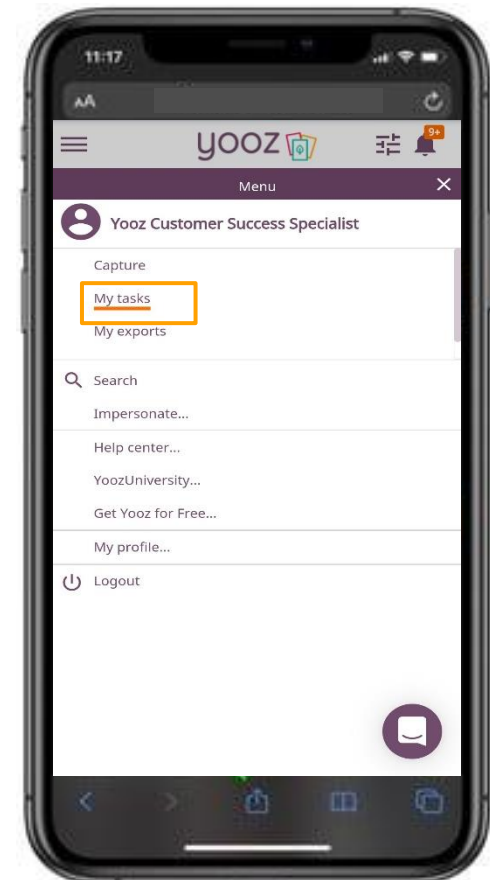 11:17
AA
yooz
9+
Menu
Yooz Customer Success Specialist
Capture
My tasks
My exports
Search
Impersonate...
Help center...
YoozUniversity...
Get Yooz for Free...
My profile...
Logout